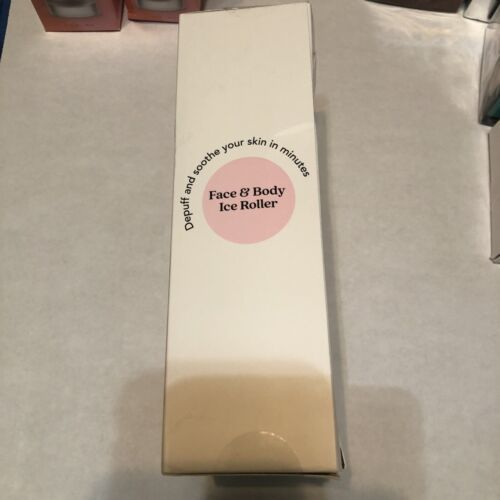 Depuff and soothe your skin in minutes
Face & Body
Ice Roller